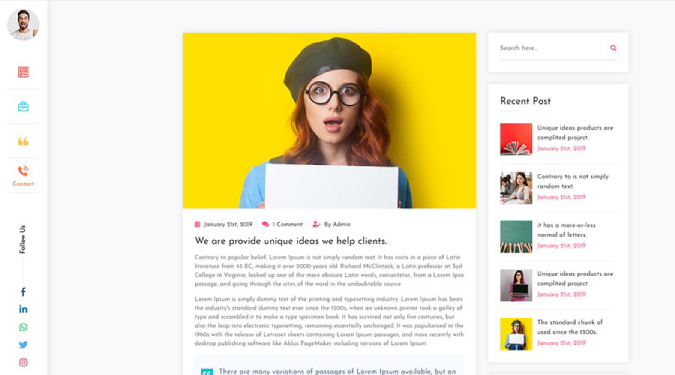 Contact
Follow Us
January 21st, 2019
1 Comment
By Admin
We are provide unique ideas we help clients.
Contrary to popular belief, Lorem Ipsum is not simply random text. It has roots in a piece of Latin
literature from 45 BC, making it over 2000 years old. Richard McClintock, a Latin professor at Syd
College in Virginia, looked up one of the more obscure Latin words, consectetur, from a Lorem Ipso
passage, and going through the sites of the word in the undoubtable source
Lorem Ipsum is simply dummy text of the printing and typesetting industry. Lorem Ipsum has been
the industry's standard dummy text ever since the 1500s, when an unknown printer took a galley of
type and scrambled it to make a type specimen book. It has survived not only five centuries, but
also the leap into electronic typesetting, remaining essentially unchanged. It was popularised in the
1960s with the release of Letraset sheets containing Lorem Ipsum passages, and more recently with
desktop publishing software like Aldus PageMaker including versions of Lorem Ipsum.
There are many variations of passages of Lorem Ipsum available, but an
Search here...
Recent Post
Unique ideas products are
complited project.
January 21st, 2019
Contrary to is not simply
random text.
January 21st, 2019
it has a more-or-less
normal of letters.
January 21st, 2019
Unique ideas products are
complited project.
January 21st, 2019
The standard chunk of
used since the 1500s.
January 21st, 2019